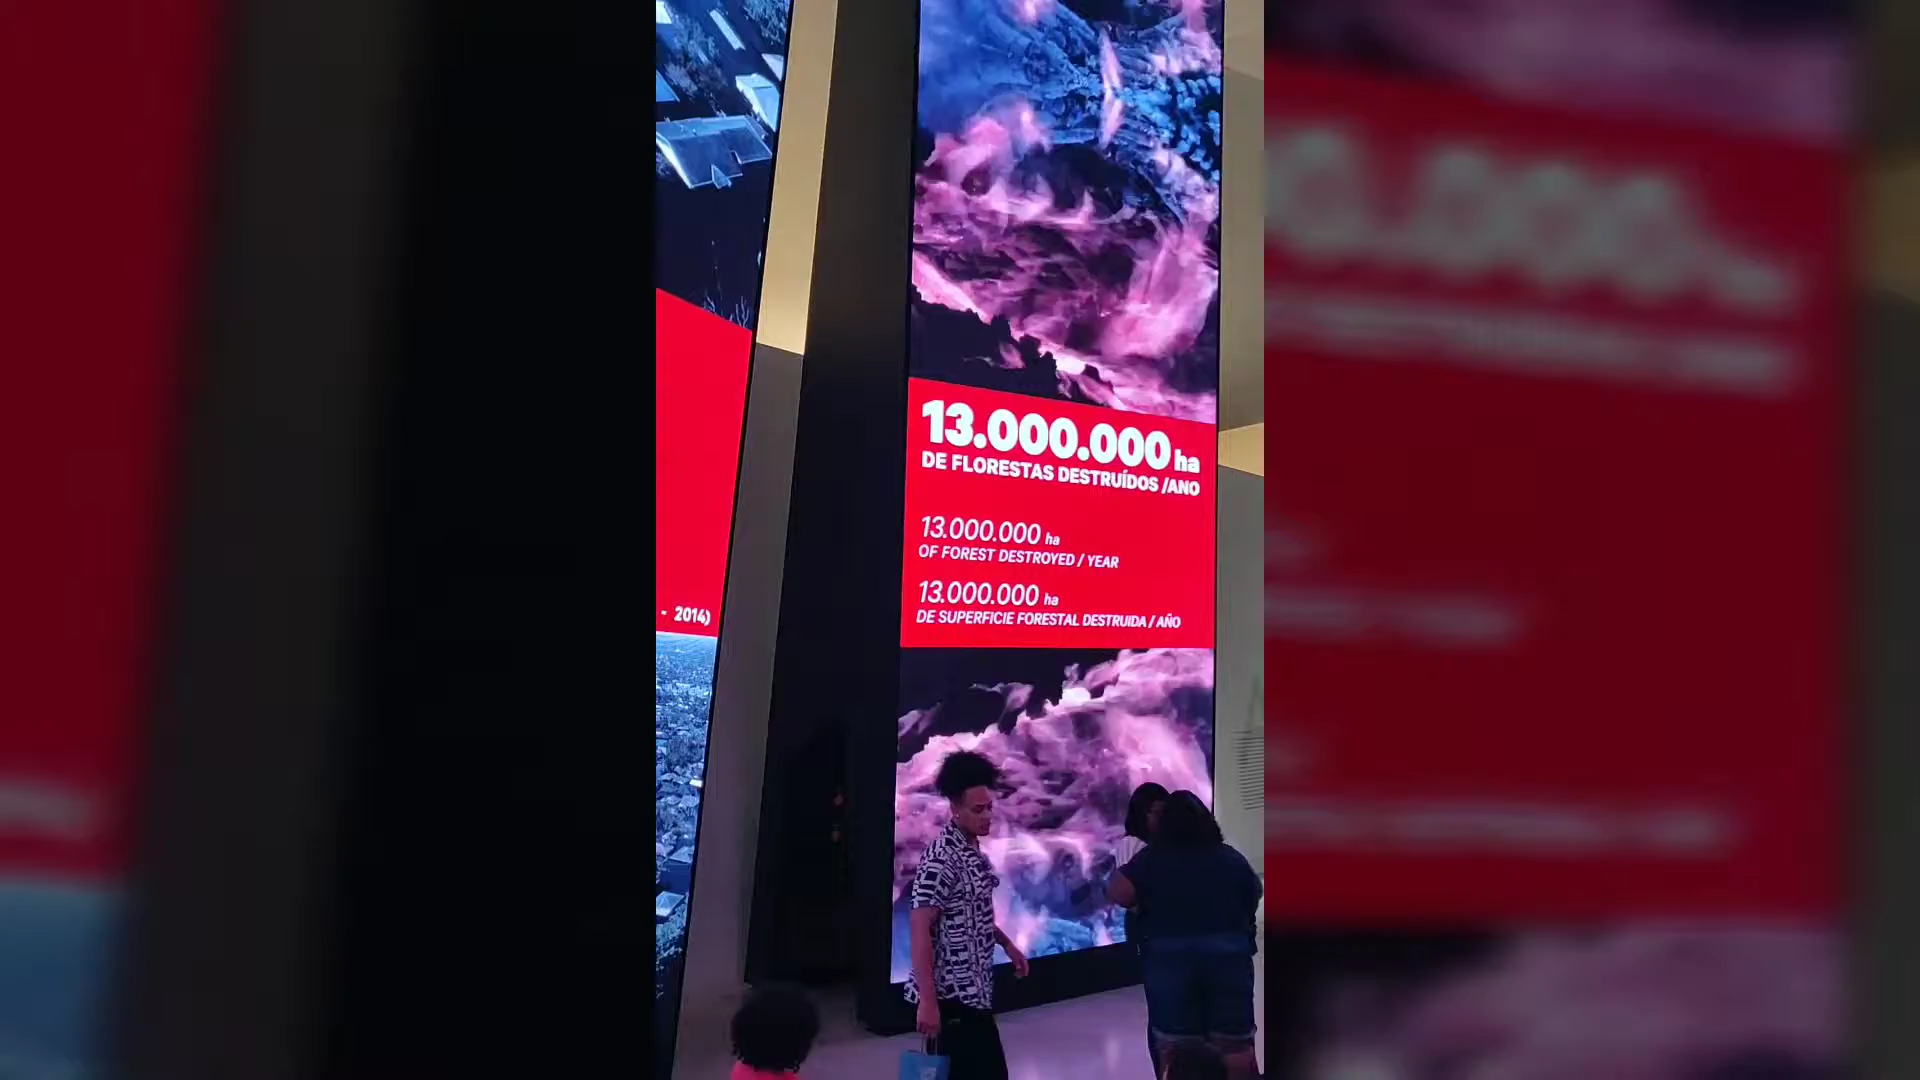 - 2014)
13.000.000 ha
DE FLORESTAS DESTRUÍDOS /ANO
13.000.000 ha
OF FOREST DESTROYED / YEAR
13.000.000 ha
DE SUPERFICIE FORESTAL DESTRUIDA / AÑO